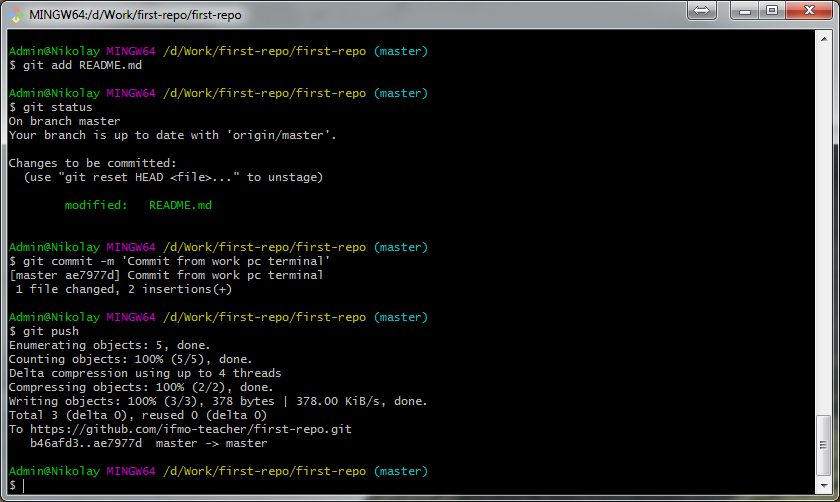 MINGW64:/d/Work/first-repo/first-repo
Admin@Nikolay MINGW64 /d/Work/first-repo/first-repo (master)
$ git add README.md
Admin@Nikolay MINGW64 /d/Work/first-repo/first-repo (master)
$ git status
On branch master
Your branch is up to date with 'origin/master'.
Changes to be committed:
  (use "git reset HEAD <file>..." to unstage)
        modified:   README.md
Admin@Nikolay MINGW64 /d/Work/first-repo/first-repo (master)
$ git commit -m 'Commit from work pc terminal'
[master ae7977d] Commit from work pc terminal
 1 file changed, 2 insertions(+)
Admin@Nikolay MINGW64 /d/Work/first-repo/first-repo (master)
$ git push
Enumerating objects: 5, done.
Counting objects: 100% (5/5), done.
Delta compression using up to 4 threads
Compressing objects: 100% (2/2), done.
Writing objects: 100% (3/3), 378 bytes | 378.00 KiB/s, done.
Total 3 (delta 0), reused 0 (delta 0)
To https://github.com/ifmo-teacher/first-repo.git
   b46afd3..ae7977d  master -> master
Admin@Nikolay MINGW64 /d/Work/first-repo/first-repo (master)
$